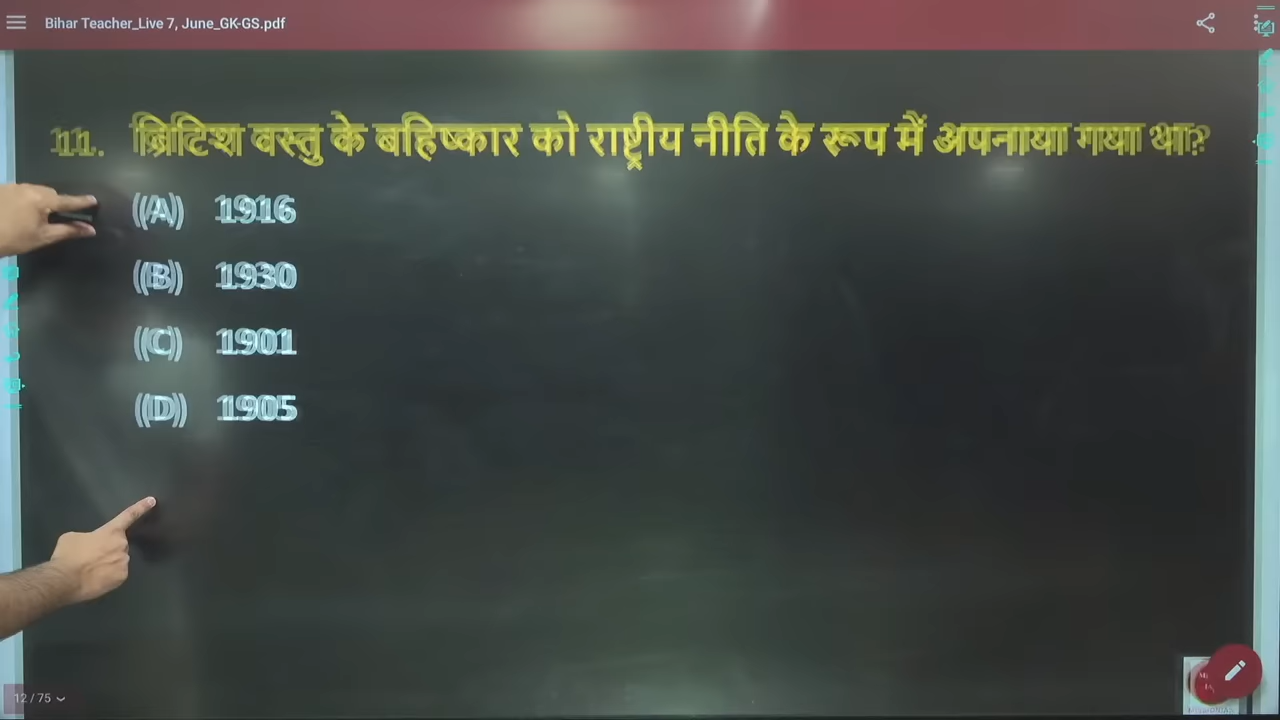 Bihar Teacher_Live 7, June_GK-GS.pdf
11. ब्रिटिश वस्तु के बहिष्कार को राष्ट्रीय नीति के रूप में अपनाया गया था?
(A) 1916
(B) 1930
(C) 1901
(D) 1905
12 / 75